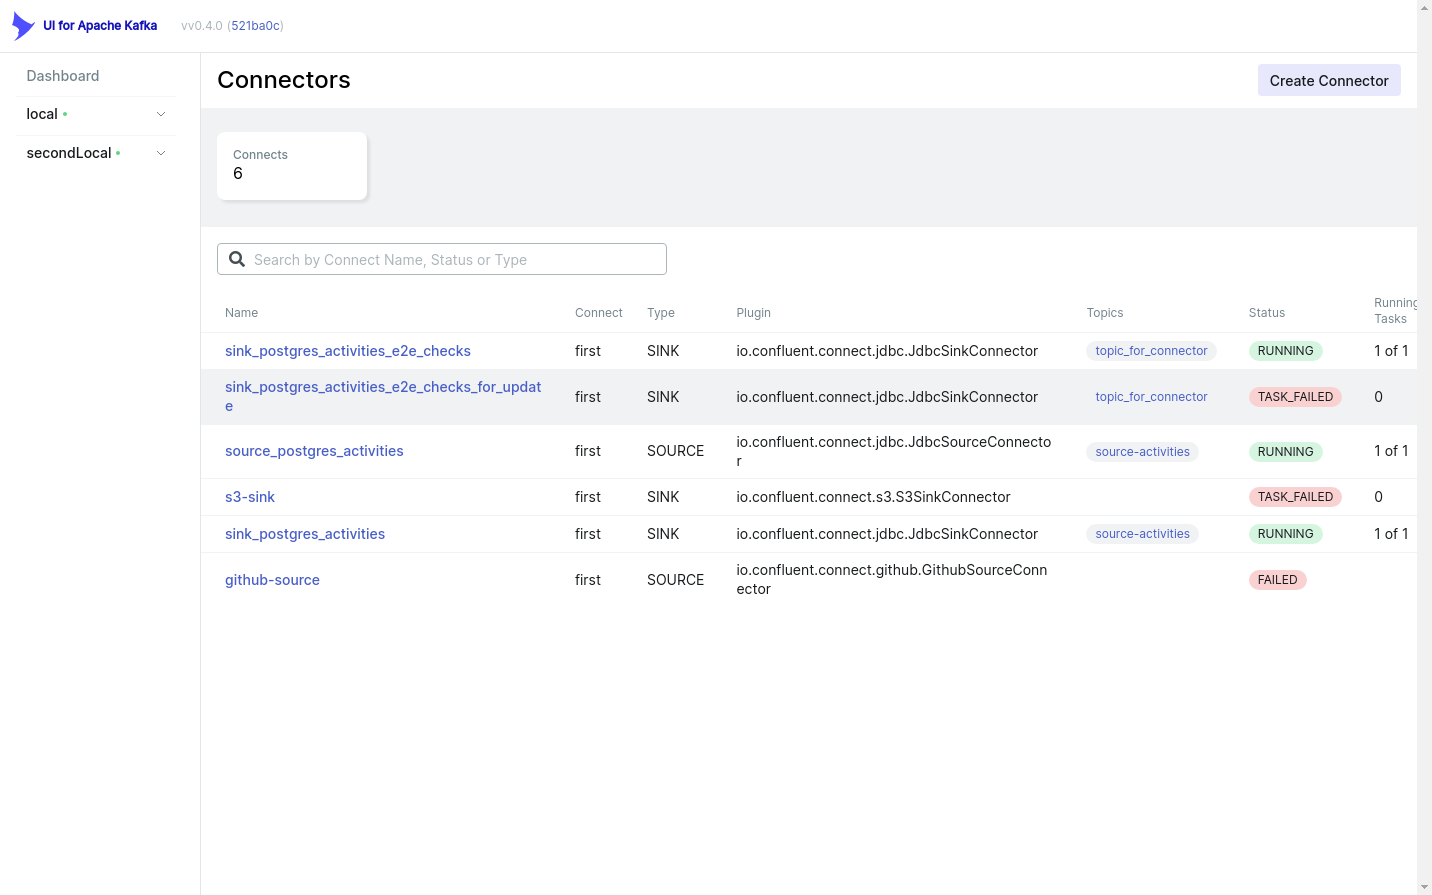 UI for Apache Kafka vv0.4.0 (521ba0c)
Dashboard
local
secondLocal
Connectors
Create Connector
Connects
6
Search by Connect Name, Status or Type
Name Connect Type Plugin Topics Status Running
Tasks
sink_postgres_activities_e2e_checks first SINK io.confluent.connect.jdbc.JdbcSinkConnector topic_for_connector RUNNING 1 of 1
sink_postgres_activities_e2e_checks_for_updat
e first SINK io.confluent.connect.jdbc.JdbcSinkConnector topic_for_connector TASK_FAILED 0
source_postgres_activities first SOURCE io.confluent.connect.jdbc.JdbcSourceConnecto
r source-activities RUNNING 1 of 1
s3-sink first SINK io.confluent.connect.s3.S3SinkConnector TASK_FAILED 0
sink_postgres_activities first SINK io.confluent.connect.jdbc.JdbcSinkConnector source-activities RUNNING 1 of 1
github-source first SOURCE io.confluent.connect.github.GithubSourceConn
ector FAILED